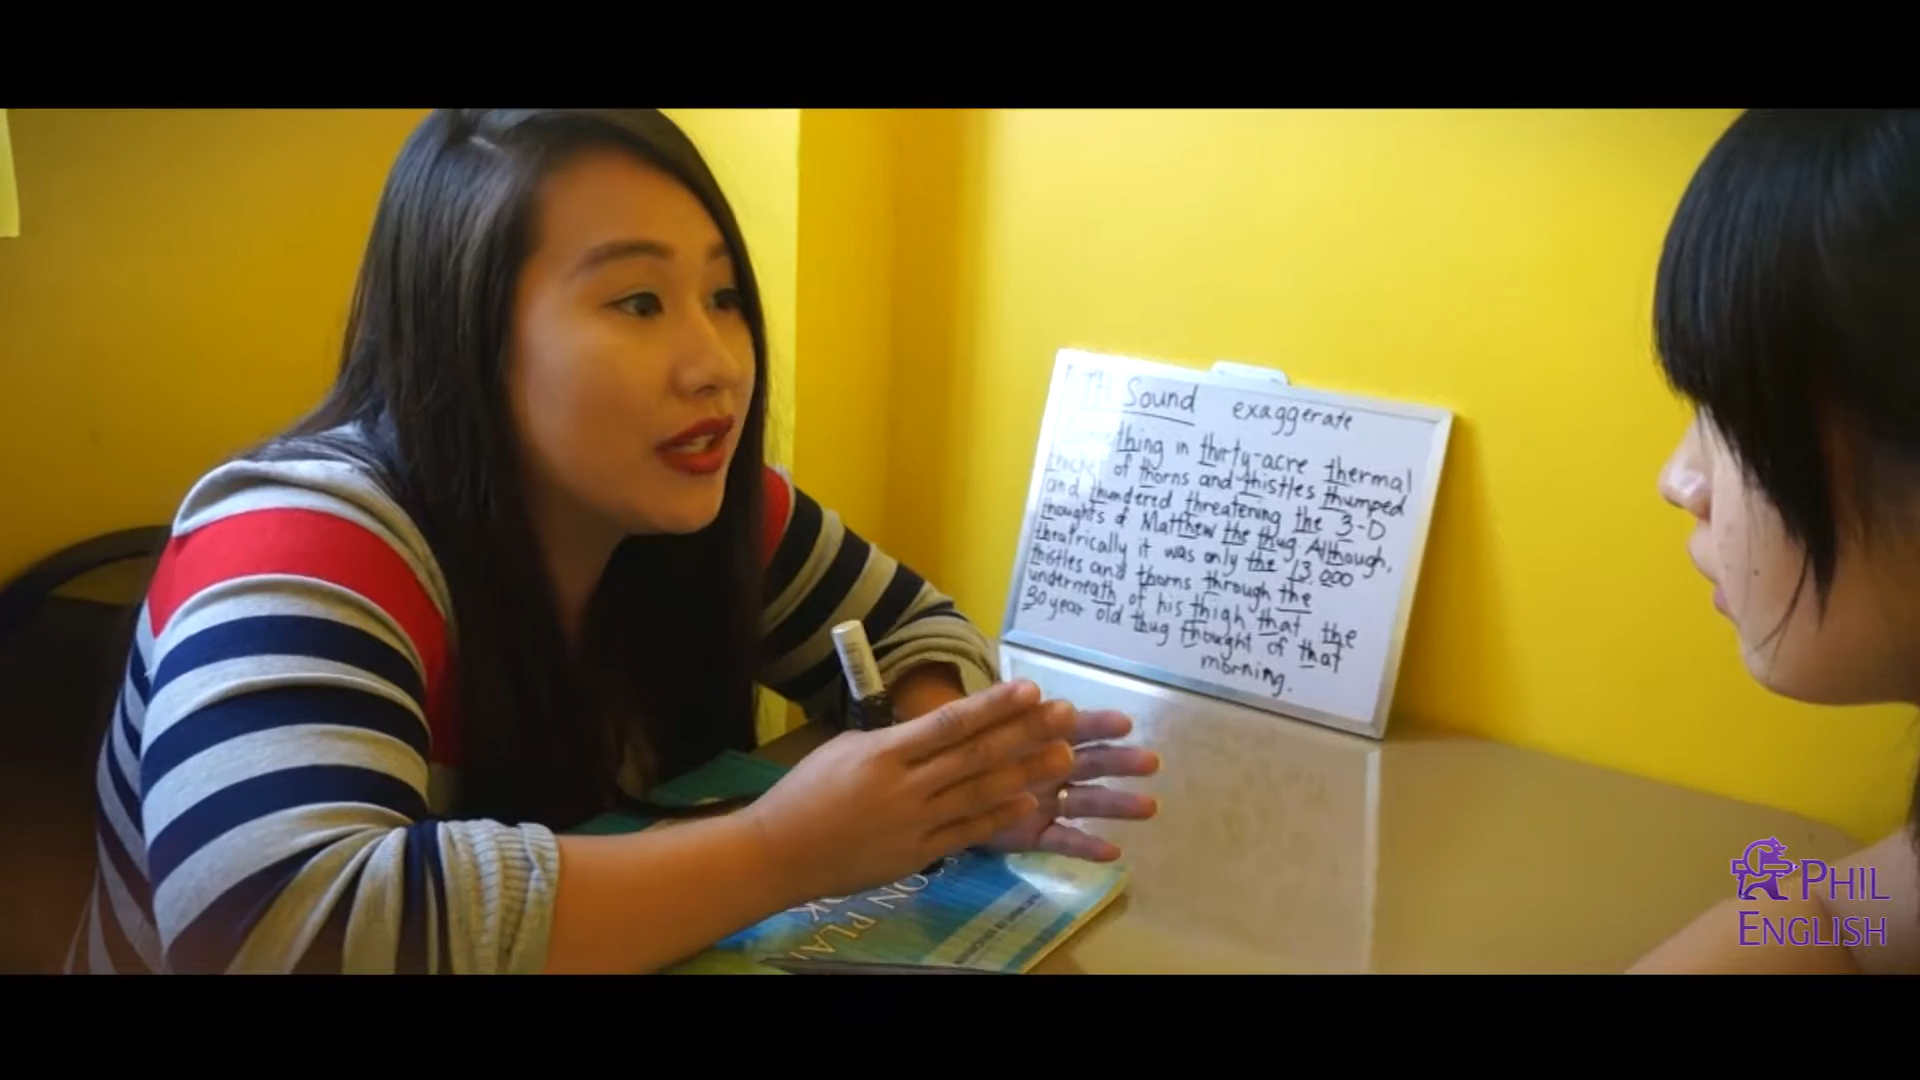 Th Sound exaggerate
Something in thirty-acre thermal
thicket of thorns and thistles thumped
and thundered threatening the 3-D
thoughts of Matthew the thug. Although,
theatrically it was only the 13,000
thistles and thorns through the
underneath of his thigh that the
30 year old thug thought of that
morning.
PHIL
ENGLISH